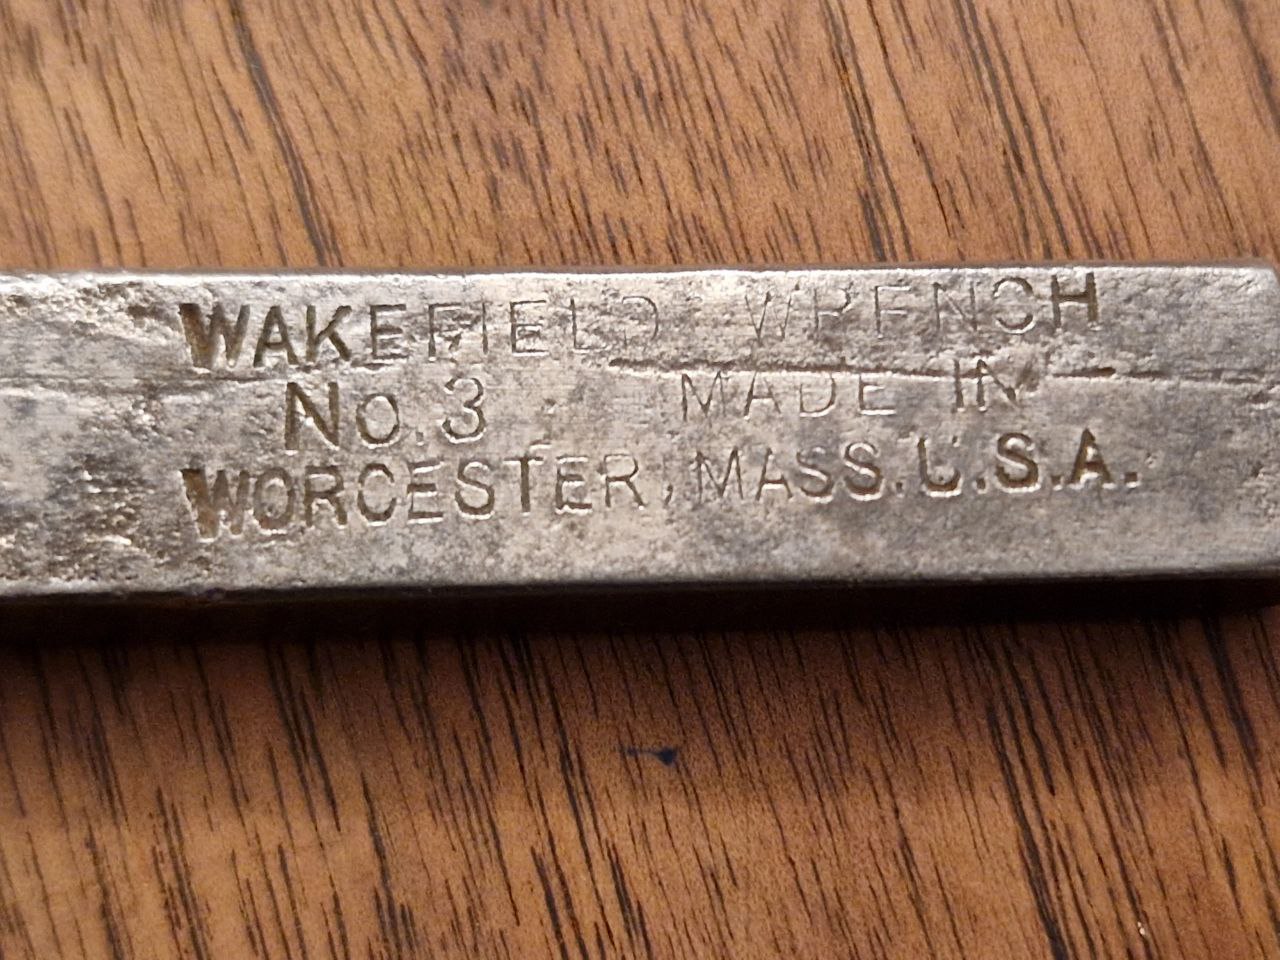 WAKEFIELD WRENCH
No. 3 MADE IN
WORCESTER, MASS. U.S.A.